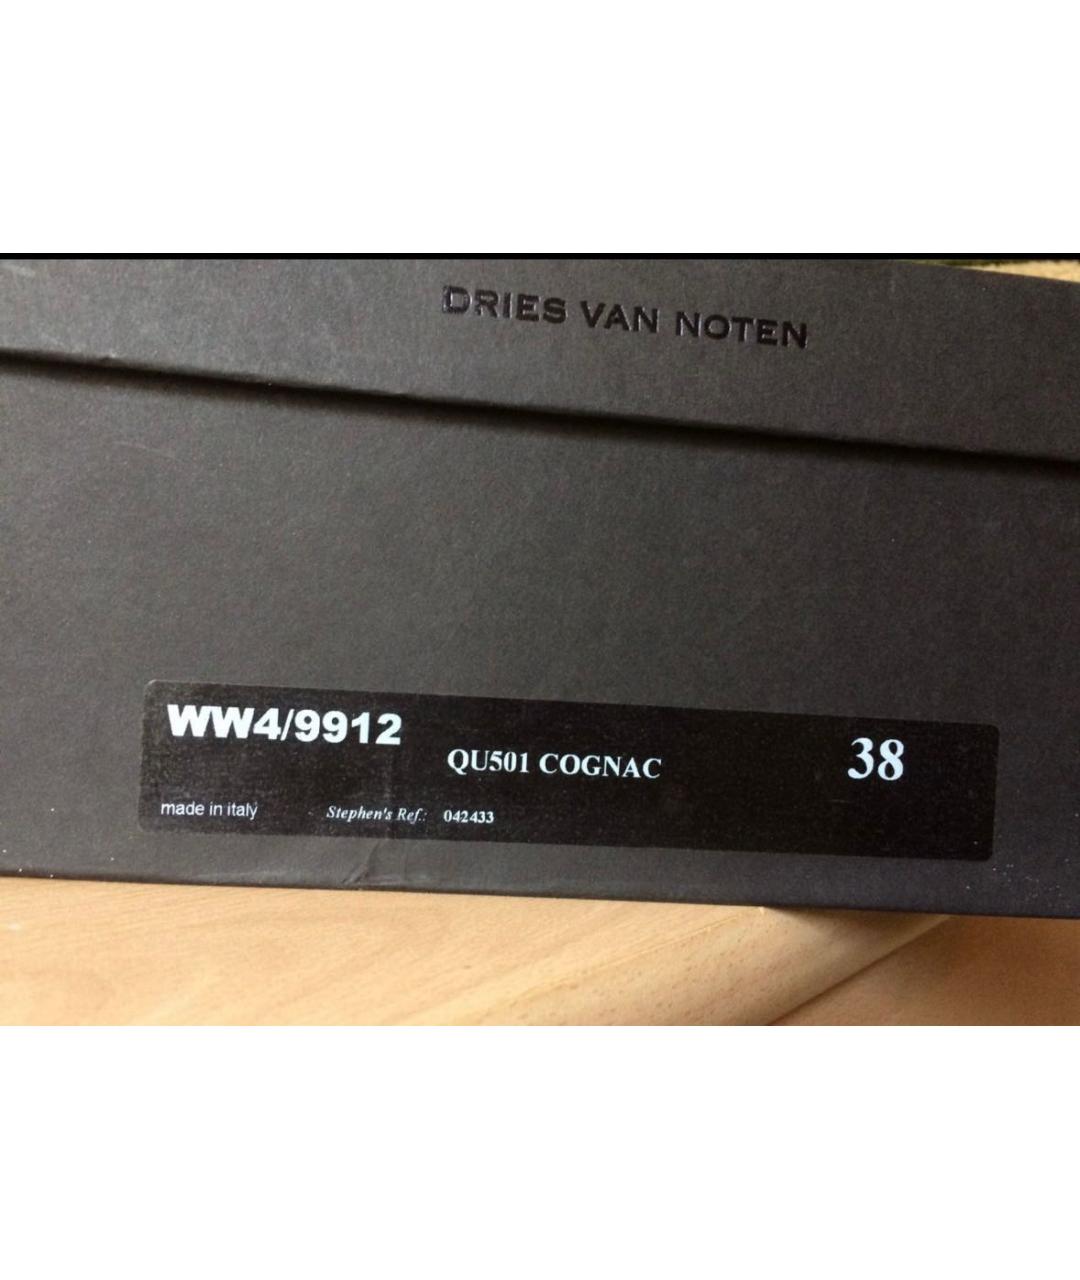 DRIES VAN NOTEN
WW4/9912
QU501 COGNAC
38
made in italy
Stephen's Ref.: 042433